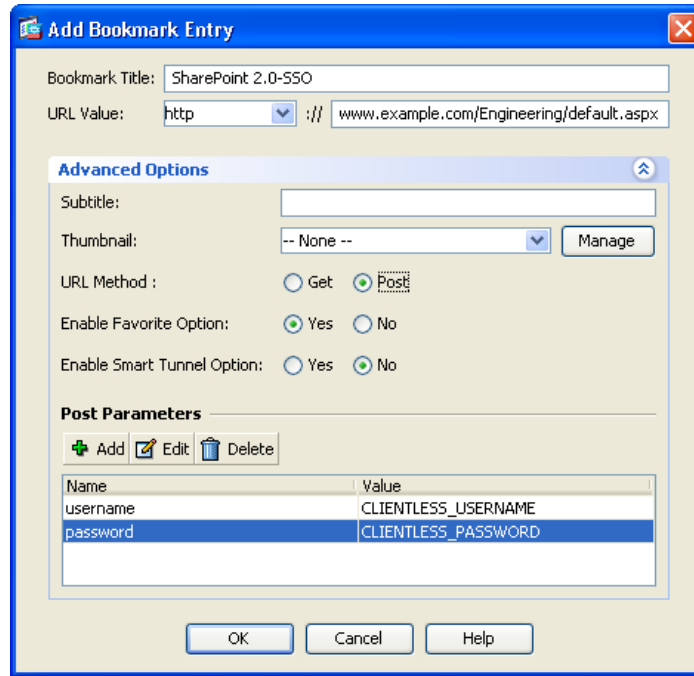 Add Bookmark Entry
Bookmark Title: SharePoint 2.0-SSO
URL Value: http :// www.example.com/Engineering/default.aspx
Advanced Options
Subtitle:
Thumbnail: -- None -- Manage
URL Method : Get Post
Enable Favorite Option: Yes No
Enable Smart Tunnel Option: Yes No
Post Parameters
Add Edit Delete
Name Value
username CLIENTLESS_USERNAME
password CLIENTLESS_PASSWORD
OK Cancel Help